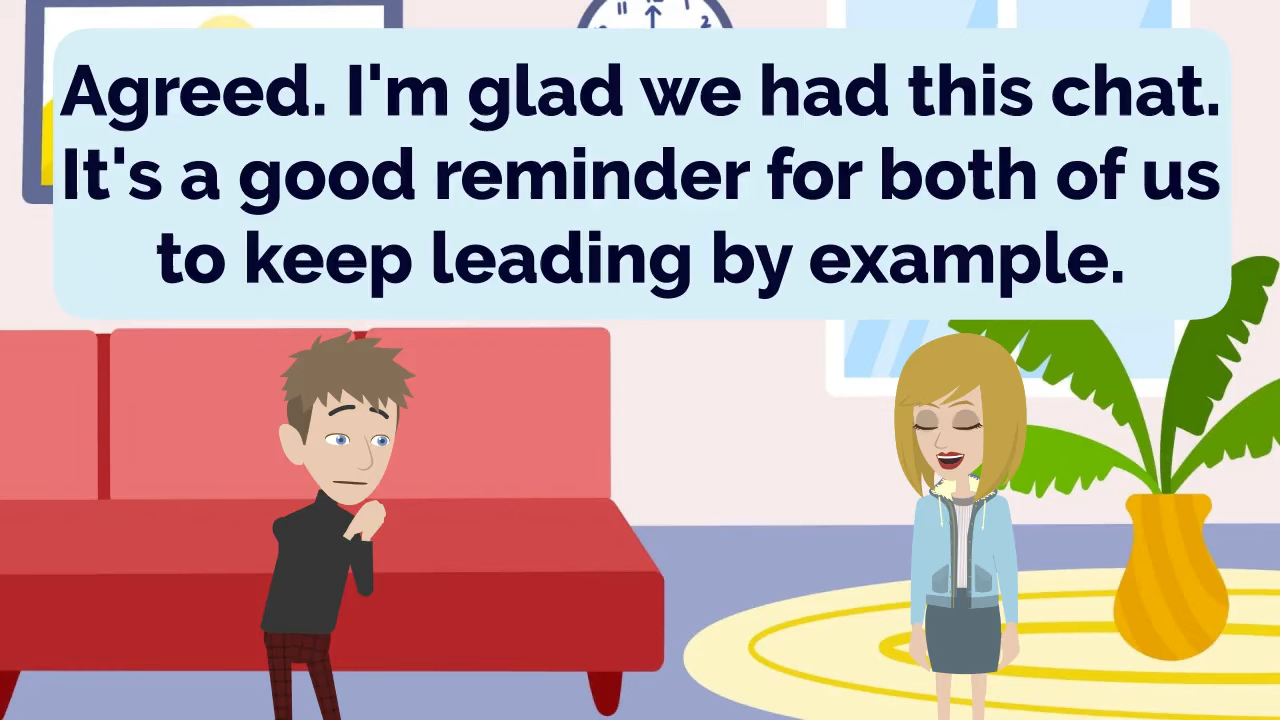 Agreed. I'm glad we had this chat.
It's a good reminder for both of us
to keep leading by example.